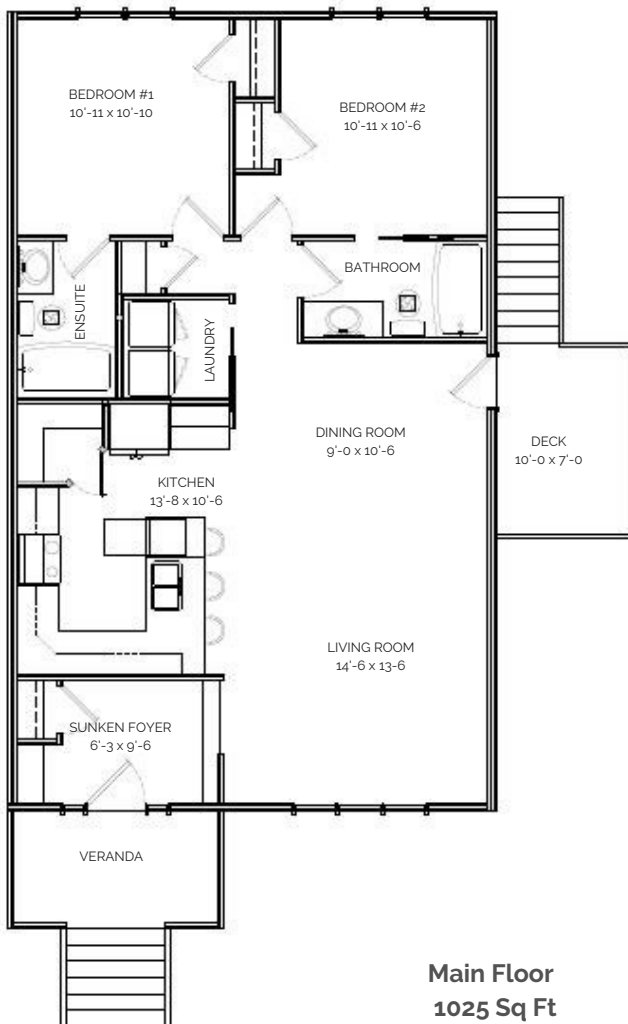 BEDROOM #1
10'-11 x 10'-10
BEDROOM #2
10'-11 x 10'-6
BATHROOM
ENSUITE
LAUNDRY
DINING ROOM
9'-0 x 10'-6
DECK
10'-0 x 7'-0
KITCHEN
13'-8 x 10'-6
LIVING ROOM
14'-6 x 13-6
SUNKEN FOYER
6'-3 x 9'-6
VERANDA
Main Floor
1025 Sq Ft